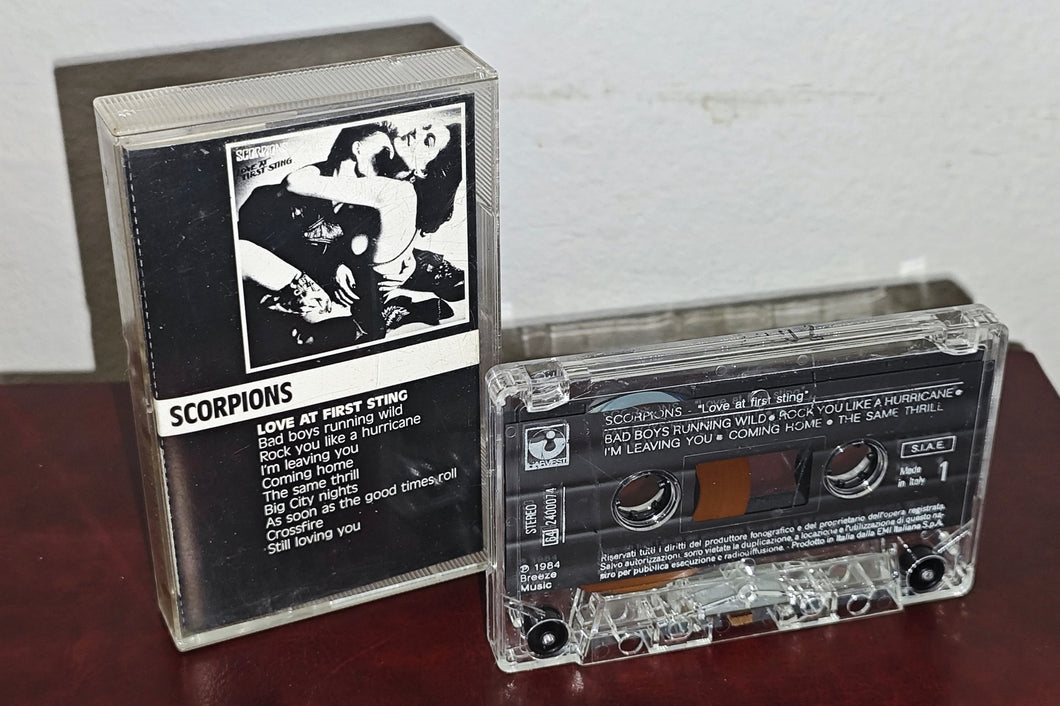 SCORPIONS
LOVE AT
FIRST STING
SCORPIONS
LOVE AT FIRST STING
Bad boys running wild
Rock you like a hurricane
I'm leaving you
Coming home
The same thrill
Big City nights
As soon as the good times roll
Crossfire
Still loving you
SCORPIONS - "Love at first sting"
BAD BOYS RUNNING WILD • ROCK YOU LIKE A HURRICANE •
I'M LEAVING YOU • COMING HOME • THE SAME THRILL
HARVEST
S.I.A.E.
Made
in Italy
1
STEREO
64 2400074
℗ 1984
Breeze
Music
Riservati tutti i diritti del produttore fonografico e del proprietario dell'opera registrata.
Salvo autorizzazioni, sono vietate la duplicazione, la locazione e l'utilizzazione di questo na-
stro per pubblica esecuzione e radiodiffusione. - Prodotto in Italia dalla EMI Italiana S.p.A.